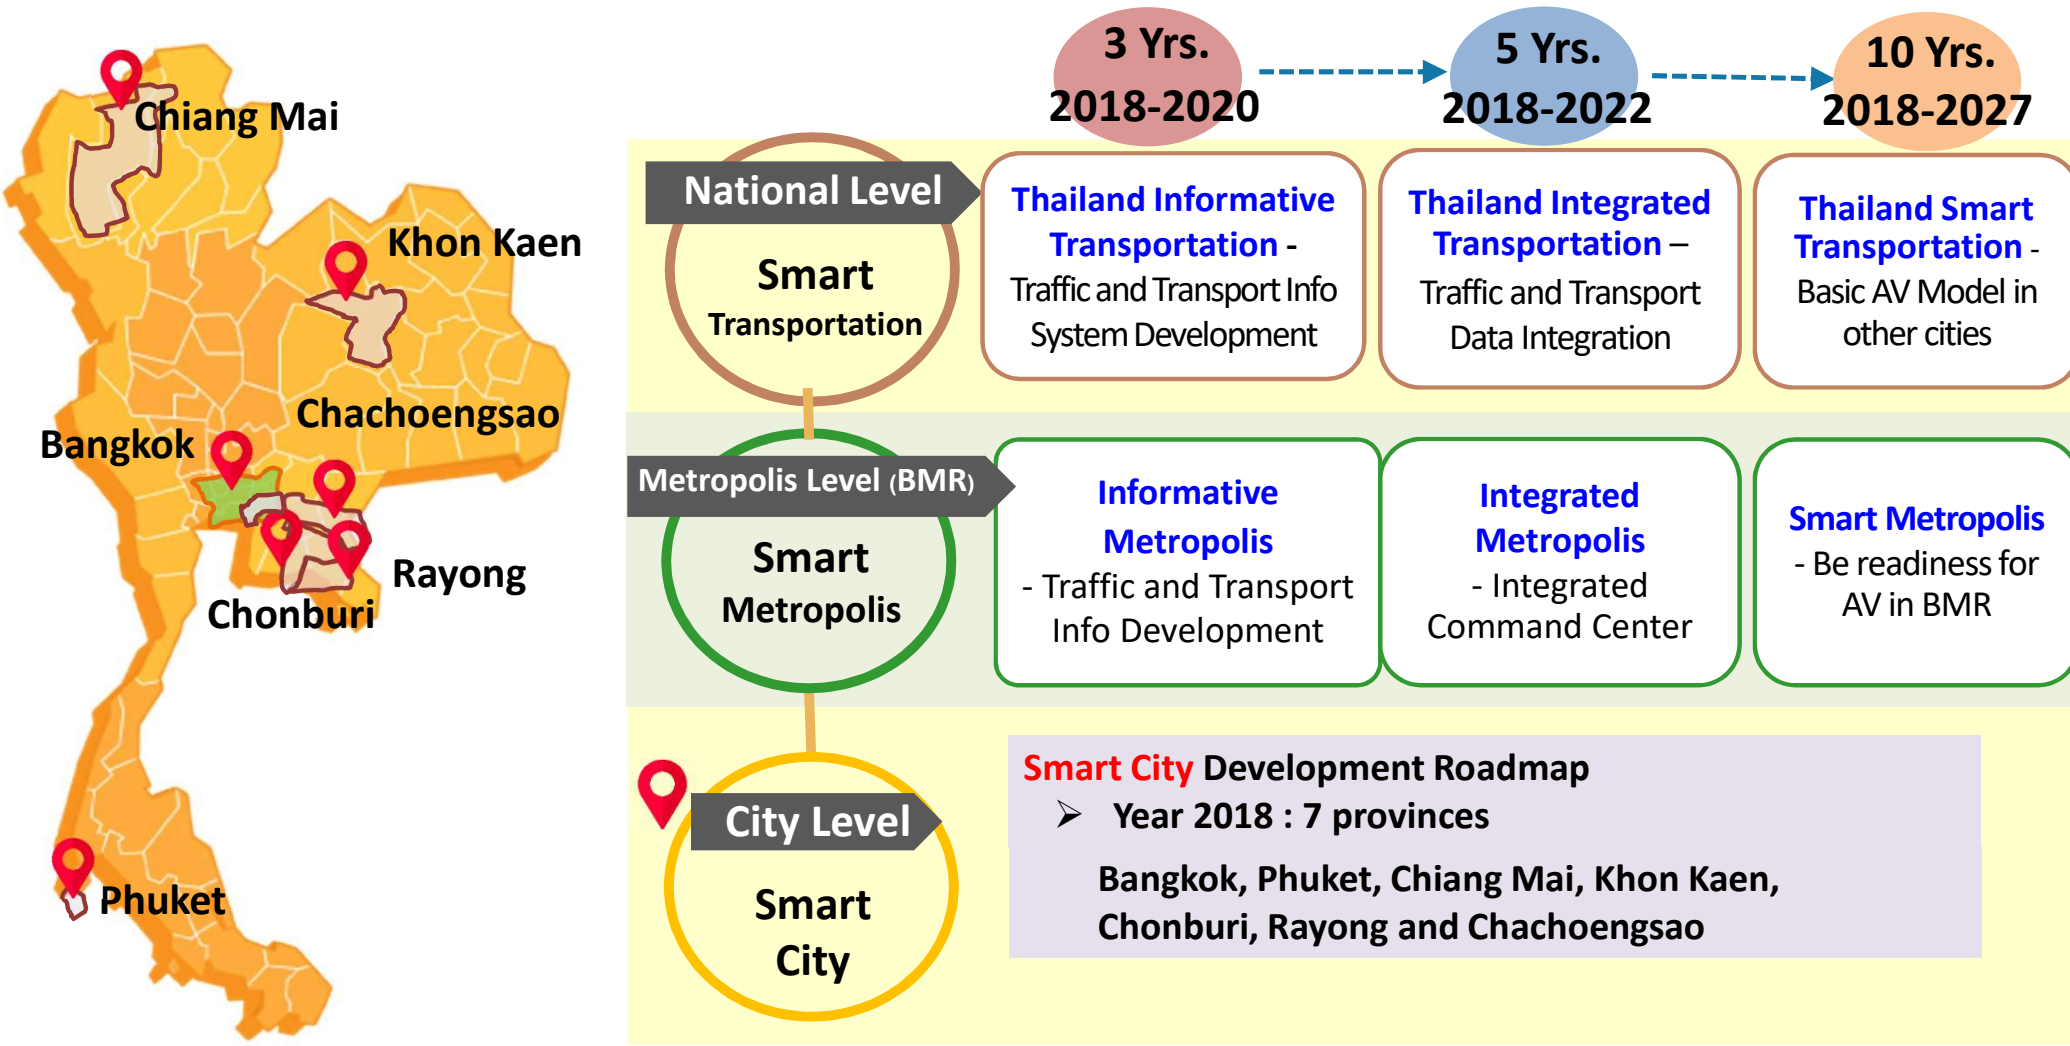 Chiang Mai
Khon Kaen
Chachoengsao
Bangkok
Rayong
Chonburi
Phuket
3 Yrs.
2018-2020
5 Yrs.
2018-2022
10 Yrs.
2018-2027
National Level
Smart
Transportation
Thailand Informative
Transportation -
Traffic and Transport Info
System Development
Thailand Integrated
Transportation –
Traffic and Transport
Data Integration
Thailand Smart
Transportation -
Basic AV Model in
other cities
Metropolis Level (BMR)
Smart
Metropolis
Informative
Metropolis
- Traffic and Transport
Info Development
Integrated
Metropolis
- Integrated
Command Center
Smart Metropolis
- Be readiness for
AV in BMR
City Level
Smart
City
Smart City Development Roadmap
➢ Year 2018 : 7 provinces
Bangkok, Phuket, Chiang Mai, Khon Kaen,
Chonburi, Rayong and Chachoengsao